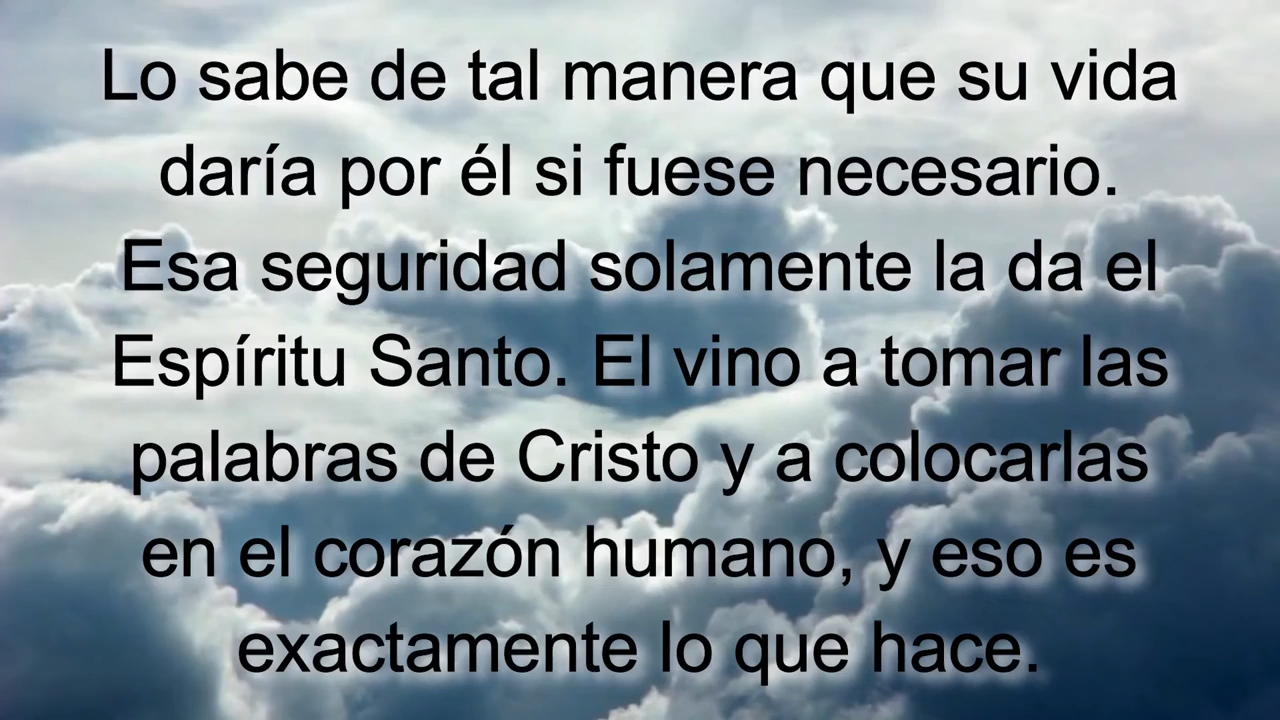 Lo sabe de tal manera que su vida
daría por él si fuese necesario.
Esa seguridad solamente la da el
Espíritu Santo. El vino a tomar las
palabras de Cristo y a colocarlas
en el corazón humano, y eso es
exactamente lo que hace.